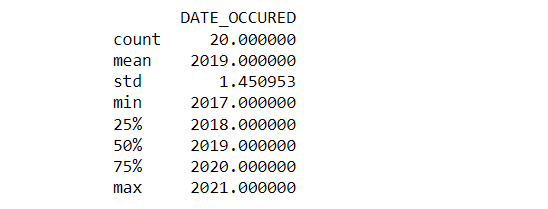 DATE_OCCURED
count 20.000000
mean 2019.000000
std 1.450953
min 2017.000000
25% 2018.000000
50% 2019.000000
75% 2020.000000
max 2021.000000